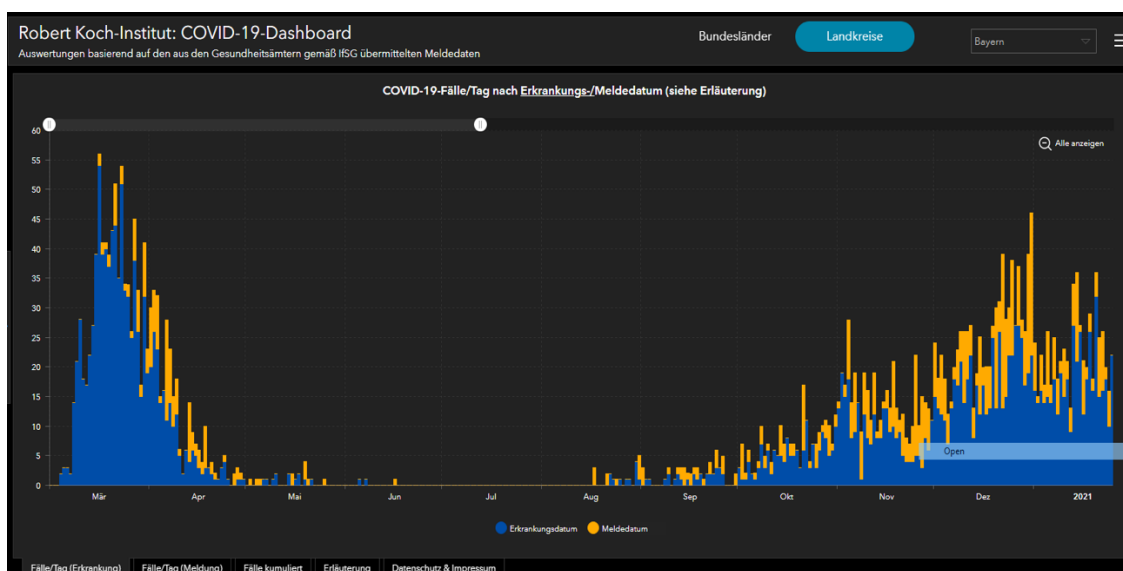 Robert Koch-Institut: COVID-19-Dashboard
Auswertungen basierend auf den aus den Gesundheitsämtern gemäß IfSG übermittelten Meldedaten
Bundesländer
Landkreise
Bayern
COVID-19-Fälle/Tag nach Erkrankungs-/Meldedatum (siehe Erläuterung)
Alle anzeigen
60
55
50
45
40
35
30
25
20
15
10
5
0
Open
Mär Apr Mai Jun Jul Aug Sep Okt Nov Dez 2021
Erkrankungsdatum Meldedatum
Fälle/Tag (Erkrankung) Fälle/Tag (Meldung) Fälle kumuliert Erläuterung Datenschutz & Impressum